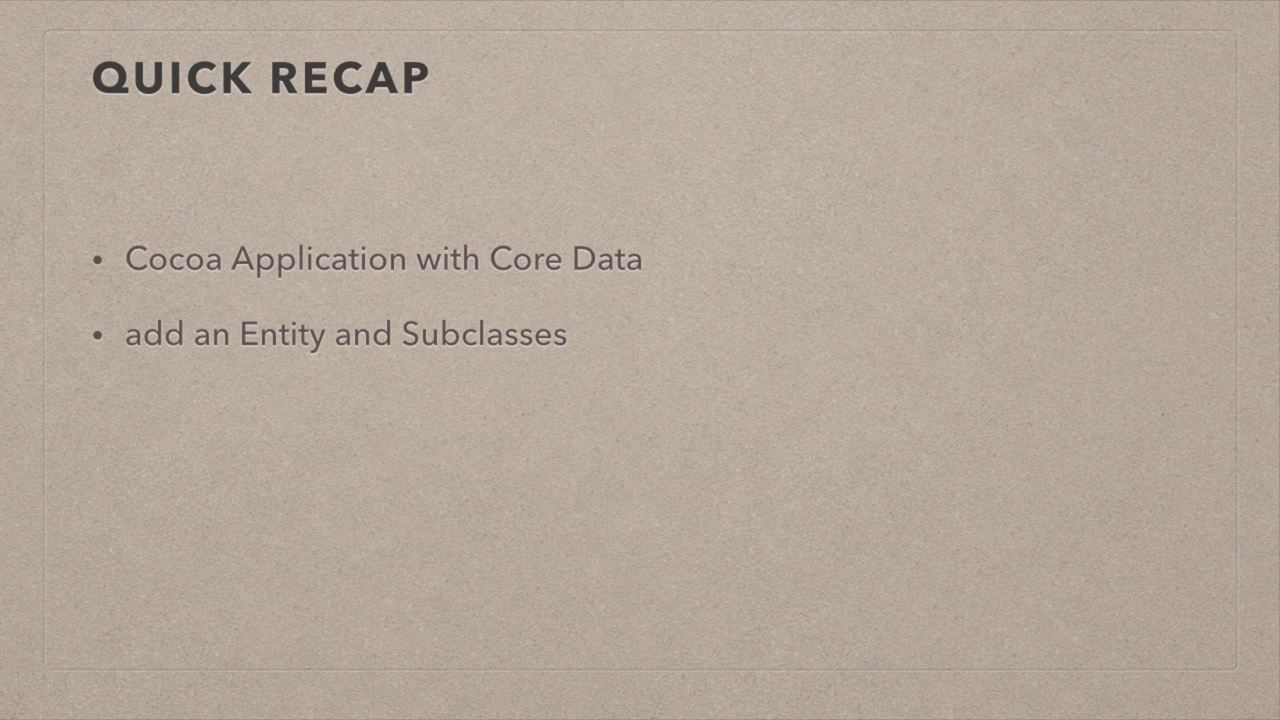 QUICK RECAP
• Cocoa Application with Core Data
• add an Entity and Subclasses